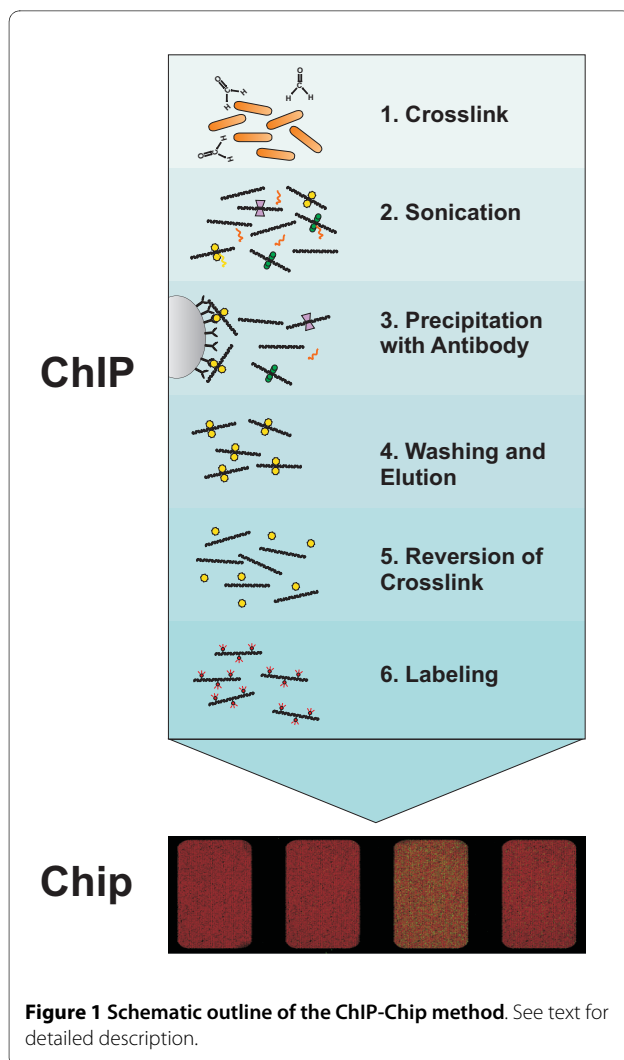 O
C
H
H
O
C
H
H
O
C
H
H
1. Crosslink
2. Sonication
ChIP
3. Precipitation
with Antibody
4. Washing and
Elution
5. Reversion of
Crosslink
6. Labeling
Chip
Figure 1 Schematic outline of the ChIP-Chip method. See text for
detailed description.